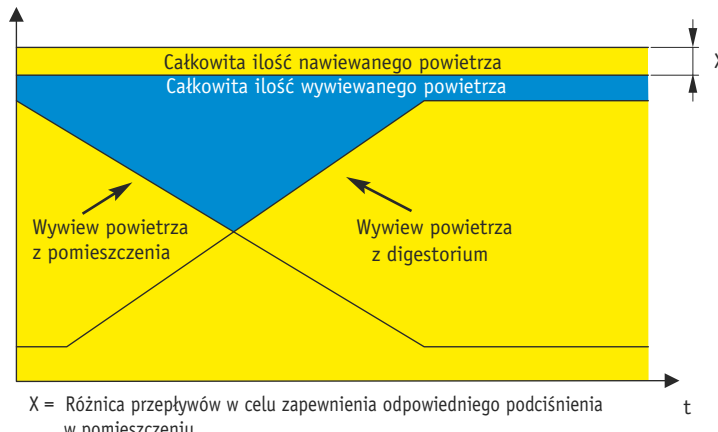 Całkowita ilość nawiewanego powietrza
X
Całkowita ilość wywiewanego powietrza
Wywiew powietrza
z pomieszczenia
Wywiew powietrza
z digestorium
t
X = Różnica przepływów w celu zapewnienia odpowiedniego podciśnienia
w pomieszczeniu